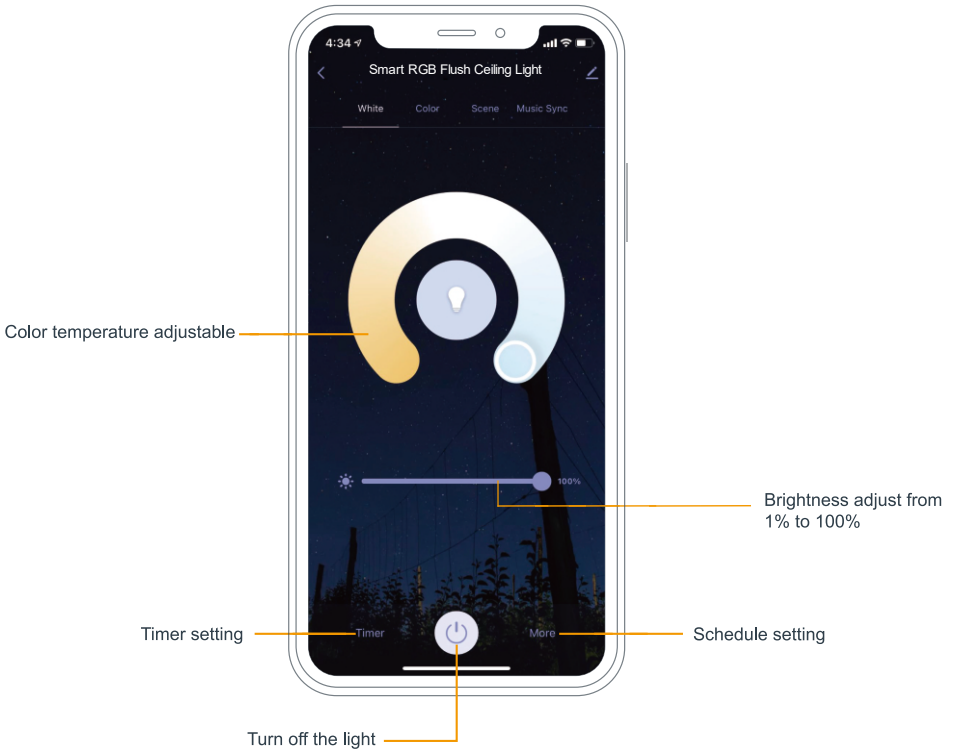 4:34
Smart RGB Flush Ceiling Light
White Color Scene Music Sync
Color temperature adjustable
100%
Brightness adjust from
1% to 100%
Timer setting
Timer
More
Schedule setting
Turn off the light